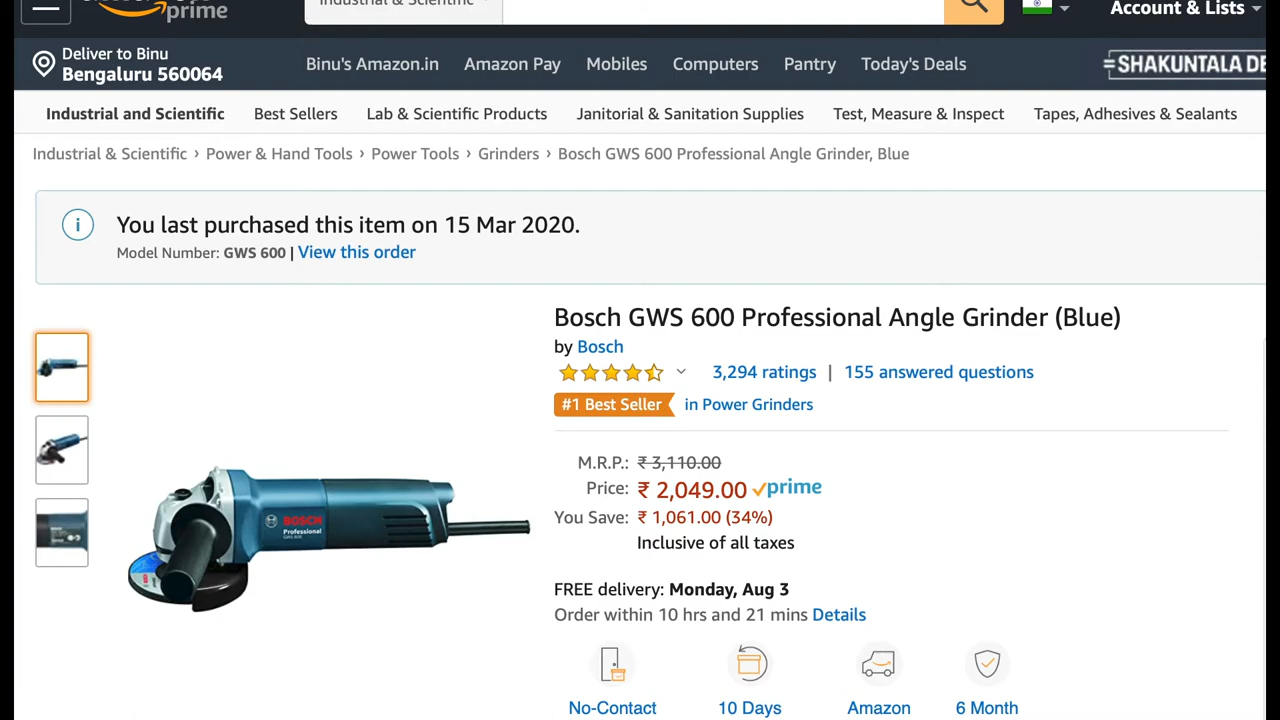 prime
Account & Lists
Deliver to Binu
Bengaluru 560064
Binu's Amazon.in Amazon Pay Mobiles Computers Pantry Today's Deals
SHAKUNTALA DE
Industrial and Scientific Best Sellers Lab & Scientific Products Janitorial & Sanitation Supplies Test, Measure & Inspect Tapes, Adhesives & Sealants
Industrial & Scientific › Power & Hand Tools › Power Tools › Grinders › Bosch GWS 600 Professional Angle Grinder, Blue
i
You last purchased this item on 15 Mar 2020.
Model Number: GWS 600 | View this order
Bosch GWS 600 Professional Angle Grinder (Blue)
by Bosch
3,294 ratings | 155 answered questions
#1 Best Seller in Power Grinders
M.R.P.: ₹ 3,110.00
Price: ₹ 2,049.00 prime
You Save: ₹ 1,061.00 (34%)
Inclusive of all taxes
BOSCH
Professional
FREE delivery: Monday, Aug 3
Order within 10 hrs and 21 mins Details
No-Contact 10 Days Amazon 6 Month